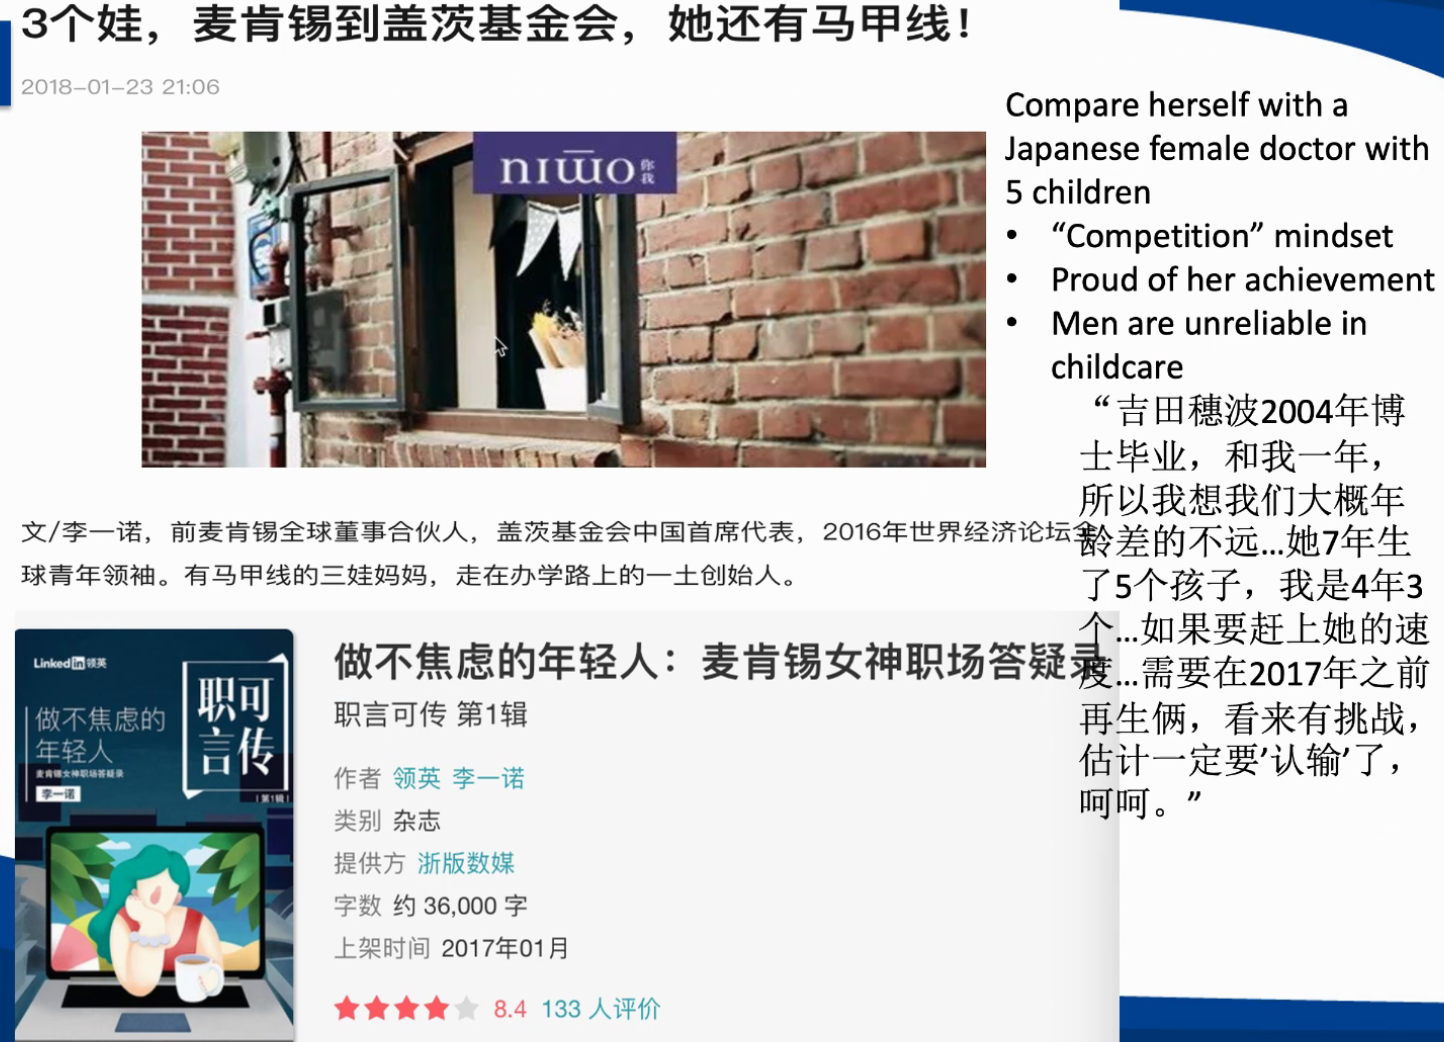 3个娃，麦肯锡到盖茨基金会，她还有马甲线！
2018-01-23 21:06
nıwo 你我
文/李一诺，前麦肯锡全球董事合伙人，盖茨基金会中国首席代表，2016年世界经济论坛全
球青年领袖。有马甲线的三娃妈妈，走在办学路上的一土创始人。
Compare herself with a
Japanese female doctor with
5 children
• “Competition” mindset
• Proud of her achievement
• Men are unreliable in
childcare
“吉田穗波2004年博
士毕业，和我一年，
所以我想我们大概年
龄差的不远…她7年生
了5个孩子，我是4年3
个…如果要赶上她的速
度…需要在2017年之前
再生俩，看来有挑战，
估计一定要’认输’了，
呵呵。”
LinkedIn领英
做不焦虑的
年轻人
麦肯锡女神职场答疑录
李一诺
职可
言传
第1辑
做不焦虑的年轻人：麦肯锡女神职场答疑录
职言可传 第1辑
作者 领英 李一诺
类别 杂志
提供方 浙版数媒
字数 约 36,000 字
上架时间 2017年01月
8.4 133 人评价